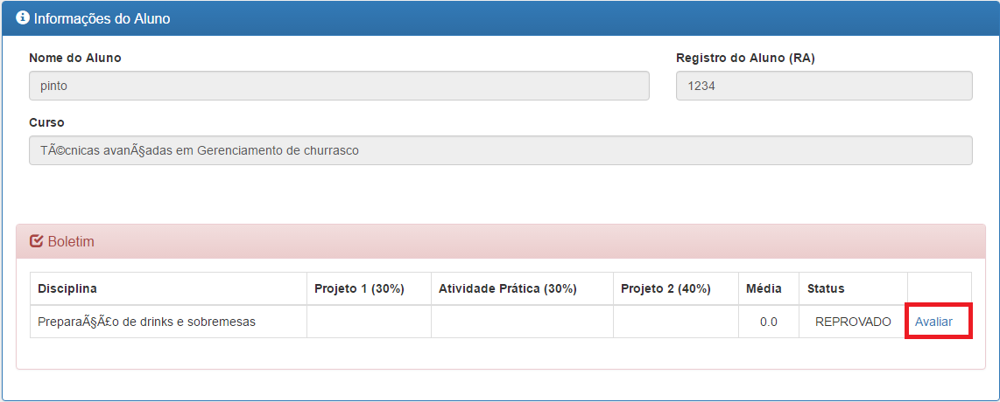 Informações do Aluno
Nome do Aluno Registro do Aluno (RA)
pinto 1234
Curso
TÃ©cnicas avanÃ§adas em Gerenciamento de churrasco
Boletim
Disciplina Projeto 1 (30%) Atividade Prática (30%) Projeto 2 (40%) Média Status
PreparaÃ§Ã£o de drinks e sobremesas 0.0 REPROVADO Avaliar